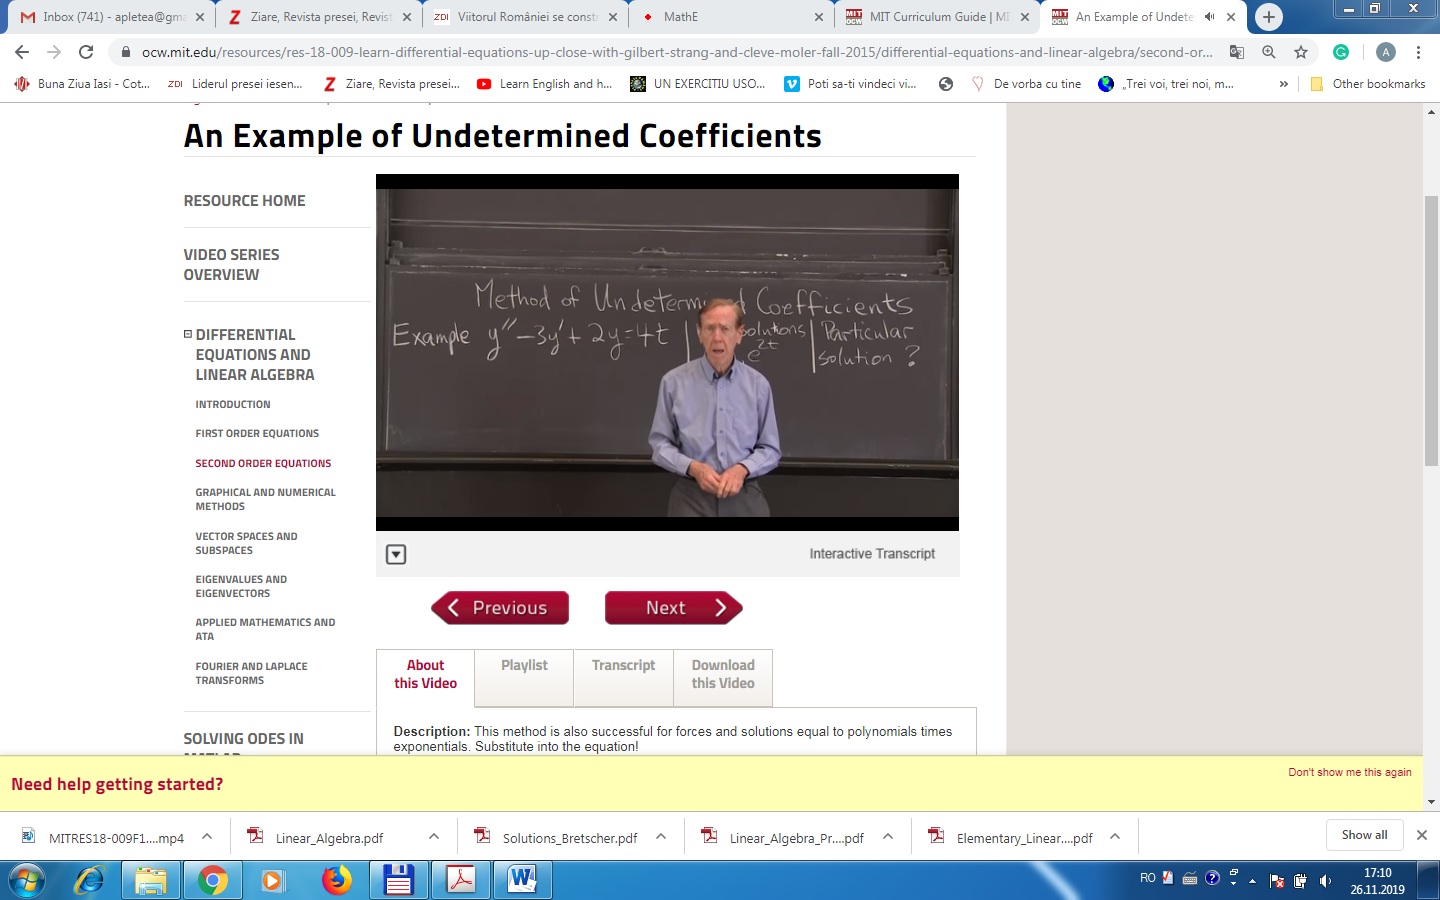 Inbox (741) - apletea@gma
Ziare, Revista presei, Revist
Viitorul României se const
MathE
MIT Curriculum Guide | MI
An Example of Undete
ocw.mit.edu/resources/res-18-009-learn-differential-equations-up-close-with-gilbert-strang-and-cleve-moler-fall-2015/differential-equations-and-linear-algebra/second-or...
A
Buna Ziua Iasi - Cot...
ZDI Liderul presei iesen...
Ziare, Revista presei...
Learn English and h...
UN EXERCITIU USO...
Poti sa-ti vindeci vi...
De vorba cu tine
„Trei voi, trei noi, m...
»
Other bookmarks
An Example of Undetermined Coefficients
RESOURCE HOME
VIDEO SERIES
OVERVIEW
DIFFERENTIAL
EQUATIONS AND
LINEAR ALGEBRA
INTRODUCTION
FIRST ORDER EQUATIONS
SECOND ORDER EQUATIONS
GRAPHICAL AND NUMERICAL
METHODS
VECTOR SPACES AND
SUBSPACES
EIGENVALUES AND
EIGENVECTORS
APPLIED MATHEMATICS AND
ATA
FOURIER AND LAPLACE
TRANSFORMS
SOLVING ODES IN
MATLAB
Method of Undetermined Coefficients
Example y″ − 3y′ + 2y = 4t | solutions | Particular
e^2t | solution ?
Interactive Transcript
Previous
Next
About
this Video
Playlist
Transcript
Download
this Video
Description: This method is also successful for forces and solutions equal to polynomials times
exponentials. Substitute into the equation!
Need help getting started?
Don't show me this again
MITRES18-009F1....mp4
Linear_Algebra.pdf
Solutions_Bretscher.pdf
Linear_Algebra_Pr....pdf
Elementary_Linear....pdf
Show all
RO
17:10
26.11.2019